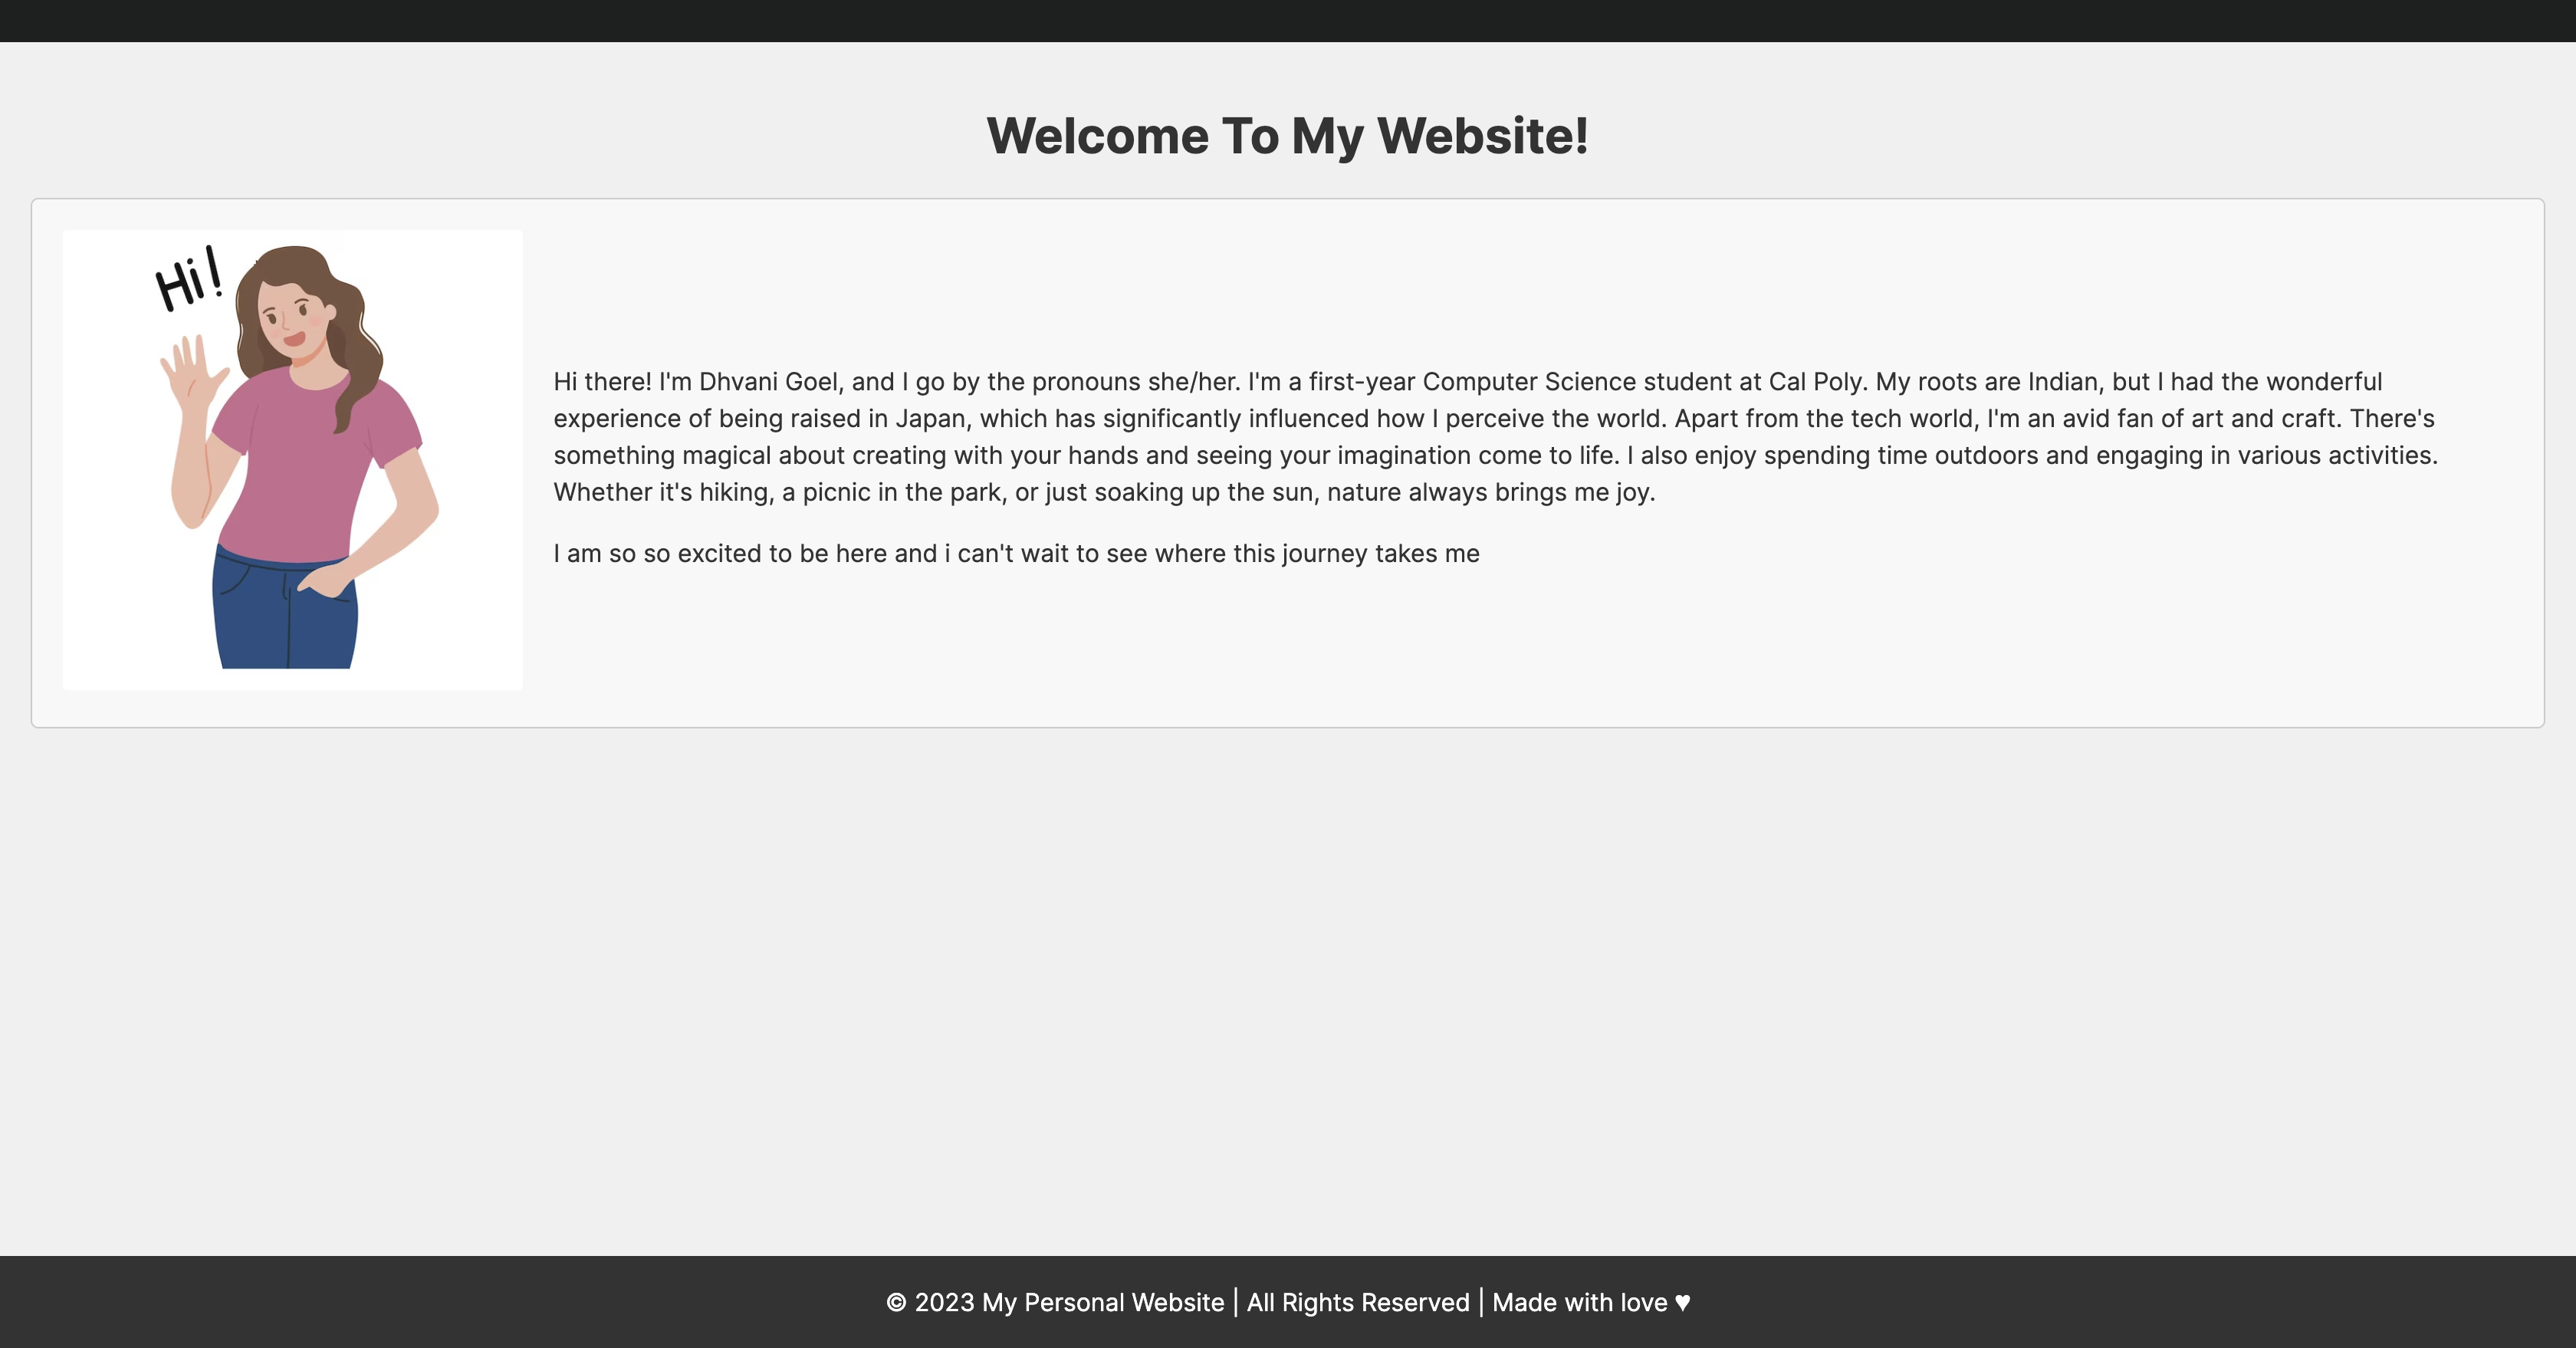 Welcome To My Website!
Hi!
Hi there! I'm Dhvani Goel, and I go by the pronouns she/her. I'm a first-year Computer Science student at Cal Poly. My roots are Indian, but I had the wonderful
experience of being raised in Japan, which has significantly influenced how I perceive the world. Apart from the tech world, I'm an avid fan of art and craft. There's
something magical about creating with your hands and seeing your imagination come to life. I also enjoy spending time outdoors and engaging in various activities.
Whether it's hiking, a picnic in the park, or just soaking up the sun, nature always brings me joy.
I am so so excited to be here and i can't wait to see where this journey takes me
© 2023 My Personal Website | All Rights Reserved | Made with love ♥